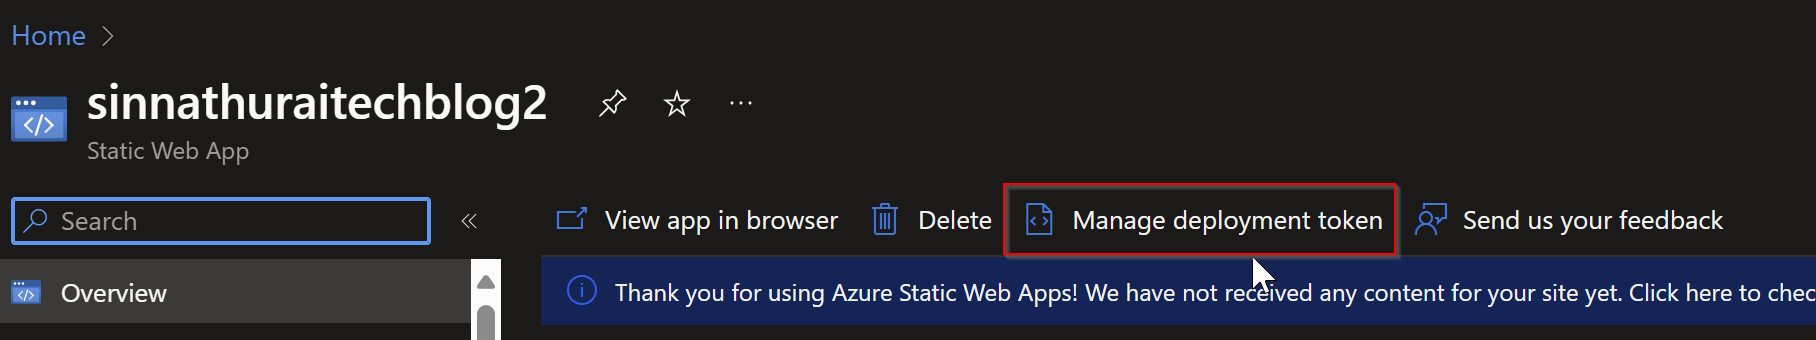 Home
sinnathuraitechblog2
Static Web App
Search
View app in browser
Delete
Manage deployment token
Send us your feedback
Overview
Thank you for using Azure Static Web Apps! We have not received any content for your site yet. Click here to chec